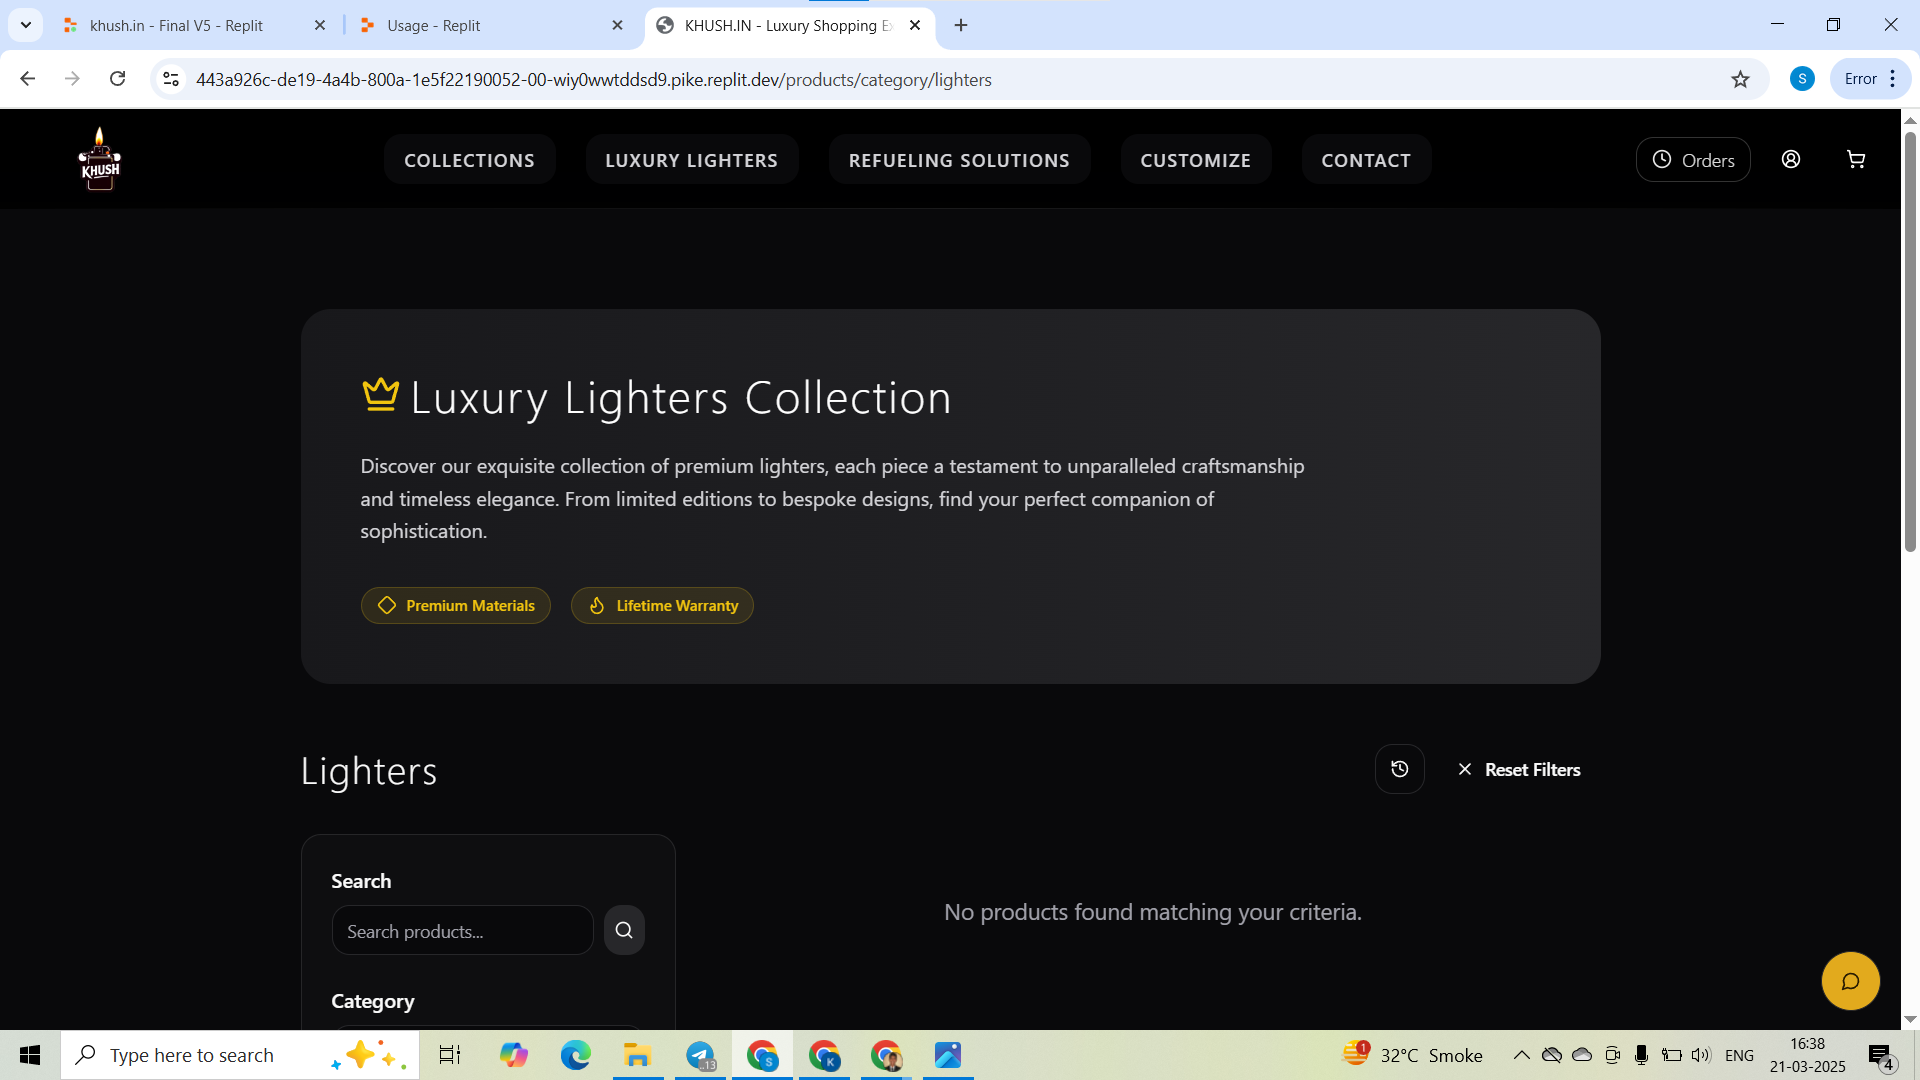 khush.in - Final V5 - Replit
Usage - Replit
KHUSH.IN - Luxury Shopping Ex
443a926c-de19-4a4b-800a-1e5f22190052-00-wiy0wwtddsd9.pike.replit.dev/products/category/lighters
S
Error
KHUSH
COLLECTIONS
LUXURY LIGHTERS
REFUELING SOLUTIONS
CUSTOMIZE
CONTACT
Orders
Luxury Lighters Collection
Discover our exquisite collection of premium lighters, each piece a testament to unparalleled craftsmanship
and timeless elegance. From limited editions to bespoke designs, find your perfect companion of
sophistication.
Premium Materials
Lifetime Warranty
Lighters
Reset Filters
Search
Search products...
No products found matching your criteria.
Category
Type here to search
..13
S
K
1
32°C Smoke
ENG
16:38
21-03-2025
4